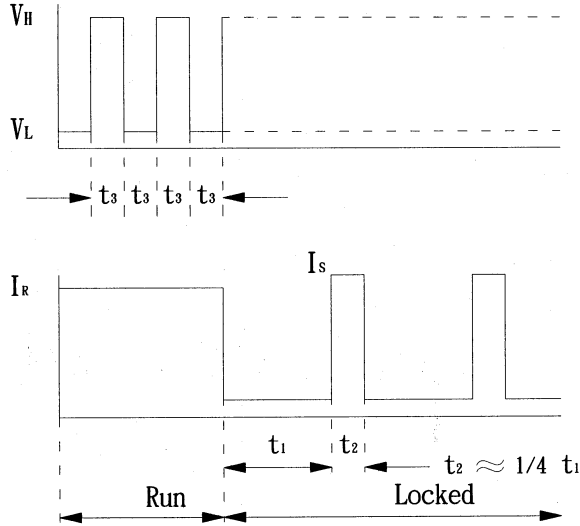 VH
VL
t3 t3 t3 t3
IS
IR
t1 t2
t2 ≈ 1/4 t1
Run Locked